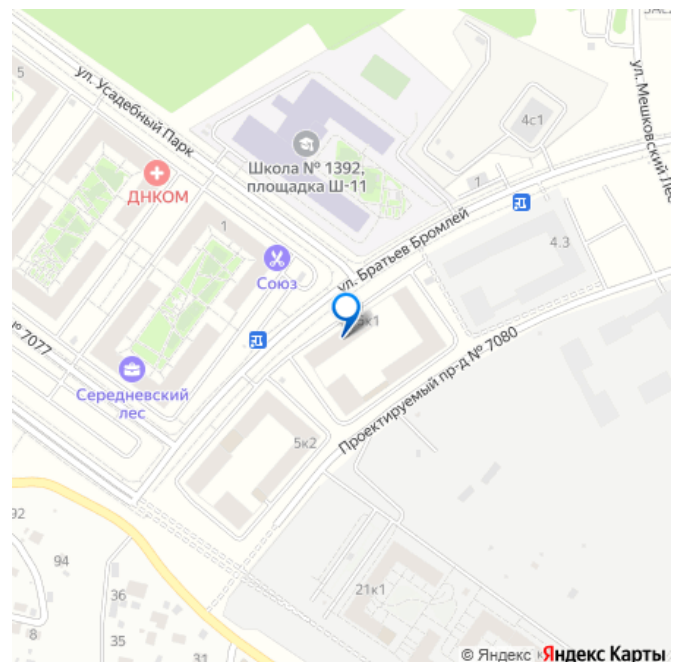 5
ул. Усадебный Парк
ДНКОМ
Школа № 1392,
площадка Ш-11
4с1
ул. Мешковский Лес
1
1
Союз
ул. Братьев Бромлей
4.3
к1
№ 7077
Середневский
лес
5к2
Проектируемый пр-д № 7080
92
94
36
8
35
31
21к1
© Яндекс
Яндекс Карты